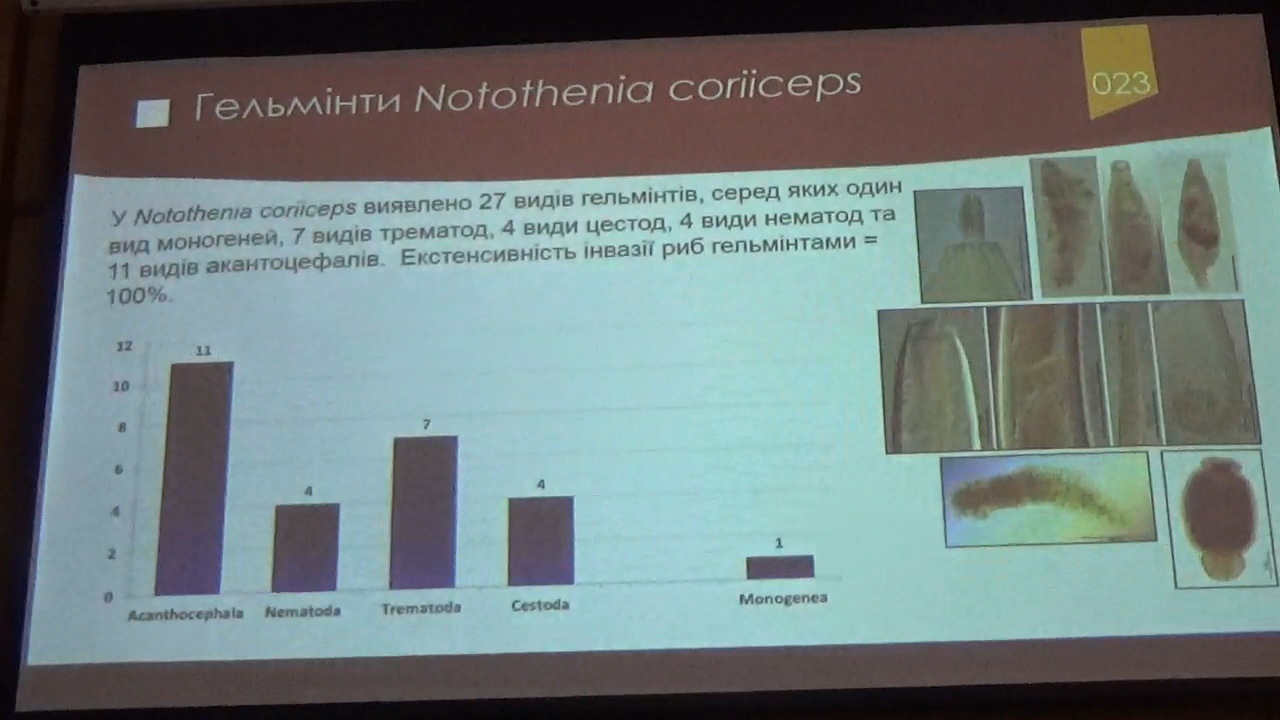 Гельмінти Notothenia coriiceps
023
У Notothenia coriiceps виявлено 27 видів гельмінтів, серед яких один
вид моногеней, 7 видів трематод, 4 види цестод, 4 види нематод та
11 видів акантоцефалів. Екстенсивність інвазії риб гельмінтами =
100%.
12
10
8
6
4
2
0
11
4
7
4
1
Acanthocephala
Nematoda
Trematoda
Cestoda
Monogenea